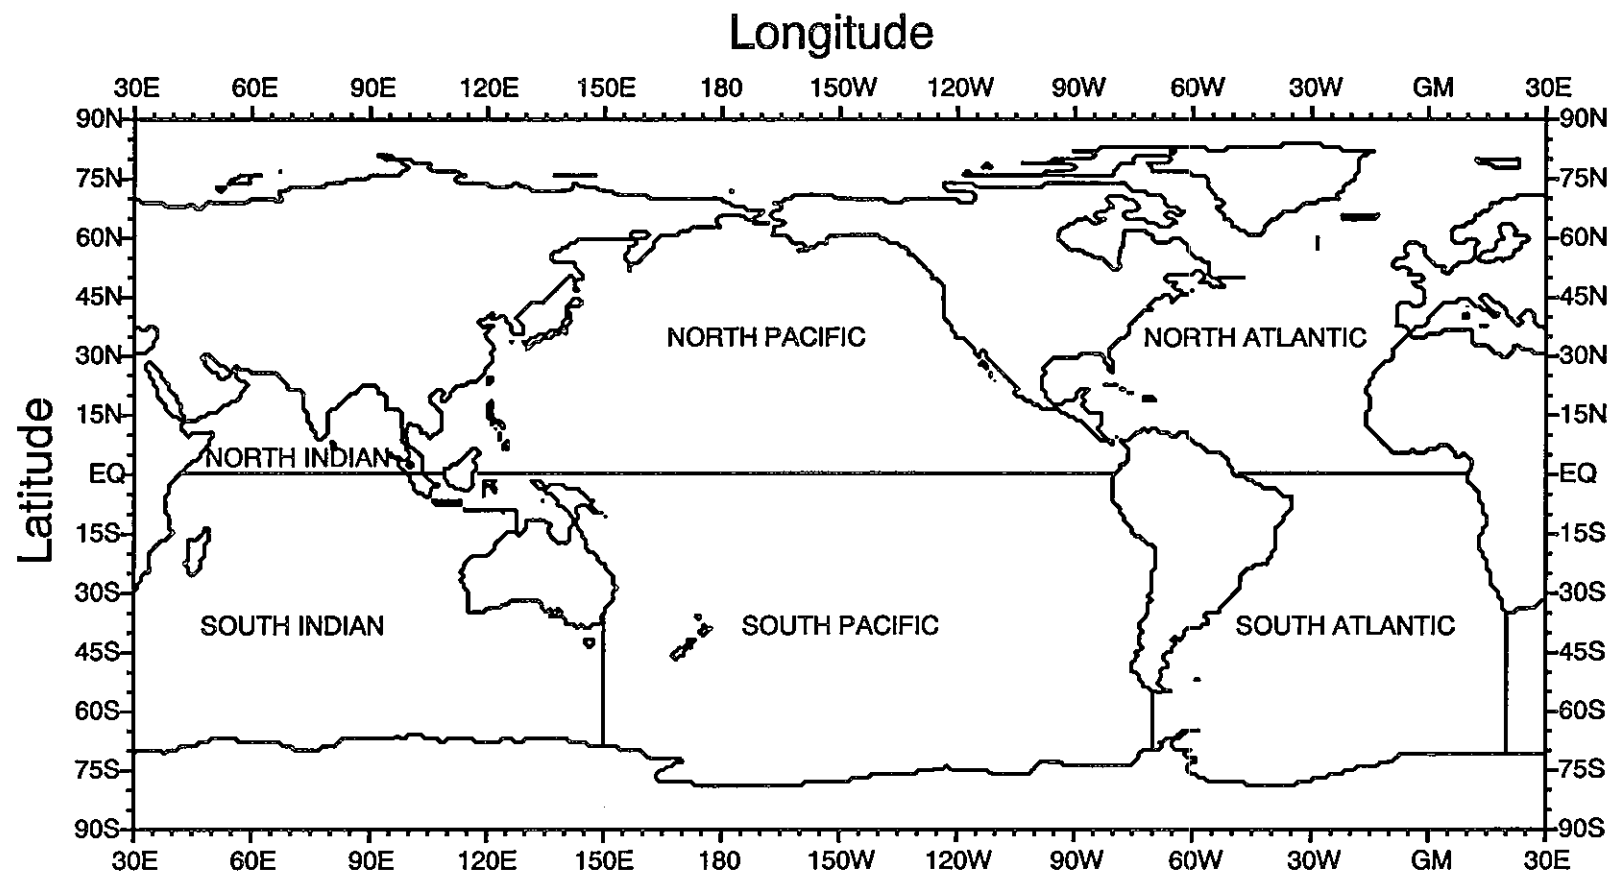 Longitude
30E 60E 90E 120E 150E 180 150W 120W 90W 60W 30W GM 30E
90N 90N
75N 75N
60N 60N
45N 45N
NORTH PACIFIC NORTH ATLANTIC
30N 30N
15N 15N
Latitude
NORTH INDIAN
EQ EQ
15S 15S
30S 30S
SOUTH INDIAN SOUTH PACIFIC SOUTH ATLANTIC
45S 45S
60S 60S
75S 75S
90S 90S
30E 60E 90E 120E 150E 180 150W 120W 90W 60W 30W GM 30E